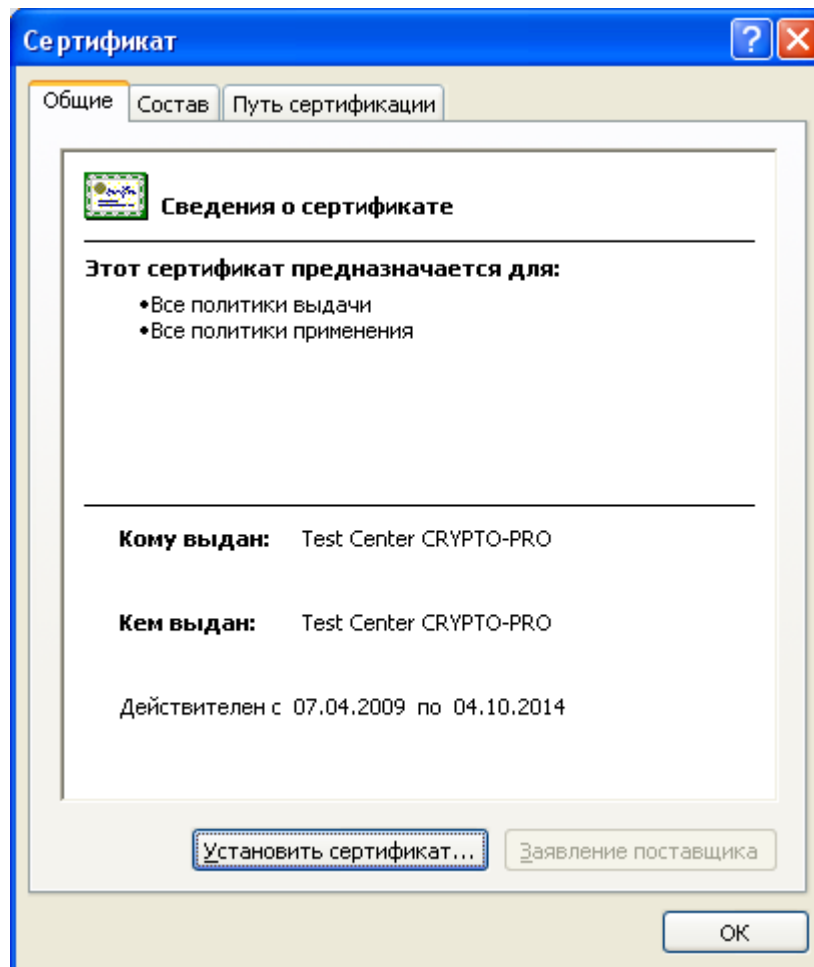 Сертификат
Общие Состав Путь сертификации
Сведения о сертификате
Этот сертификат предназначается для:
•Все политики выдачи
•Все политики применения
Кому выдан: Test Center CRYPTO-PRO
Кем выдан: Test Center CRYPTO-PRO
Действителен с 07.04.2009 по 04.10.2014
Установить сертификат... Заявление поставщика
ОК